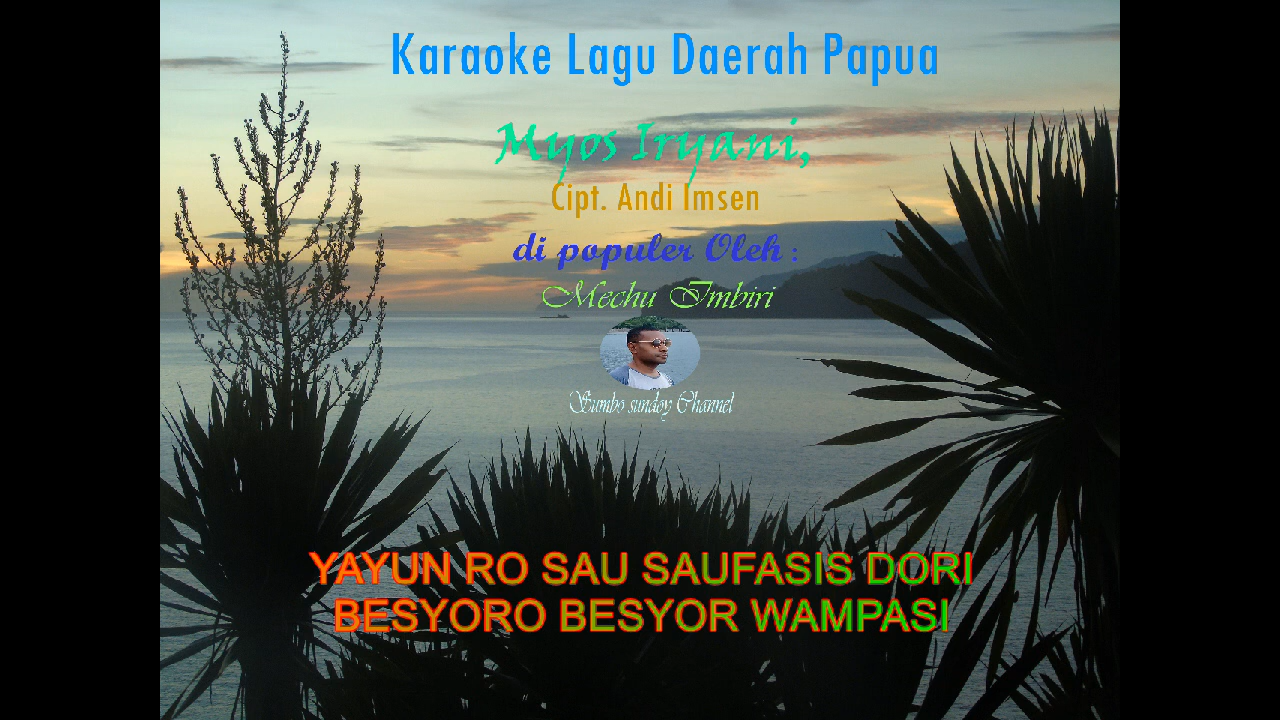 Karaoke Lagu Daerah Papua
Myos Iryani,
Cipt. Andi Imsen
di populer Oleh :
Mechu Imbiri
Sumbo sundoy Channel
YAYUN RO SAU SAUFASIS DORI
BESYORO BESYOR WAMPASI